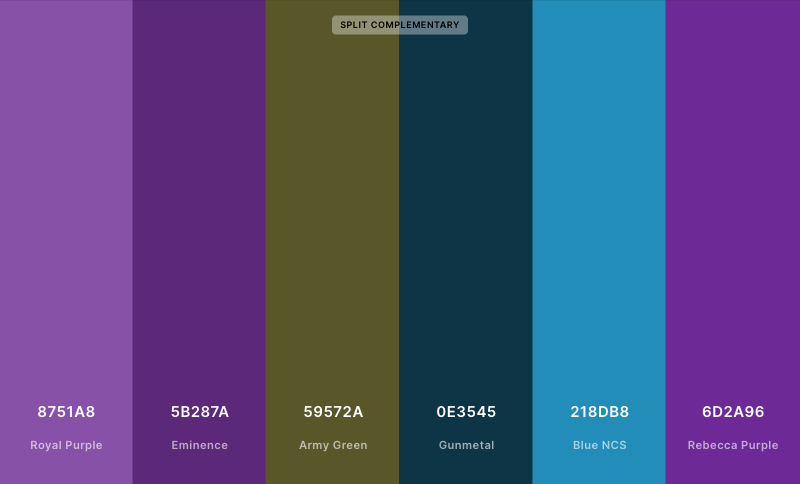 SPLIT COMPLEMENTARY
8751A8
Royal Purple
5B287A
Eminence
59572A
Army Green
0E3545
Gunmetal
218DB8
Blue NCS
6D2A96
Rebecca Purple